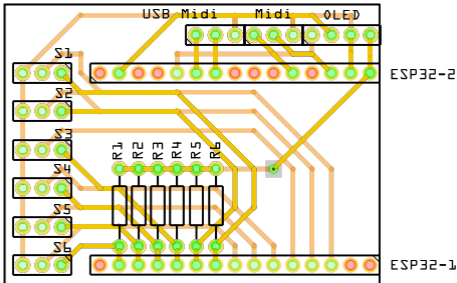 USB Midi Midi OLED
S1
ESP32-2
S2
S3
R1 R2 R3 R4 R5 R6
S4
S5
S6
ESP32-1